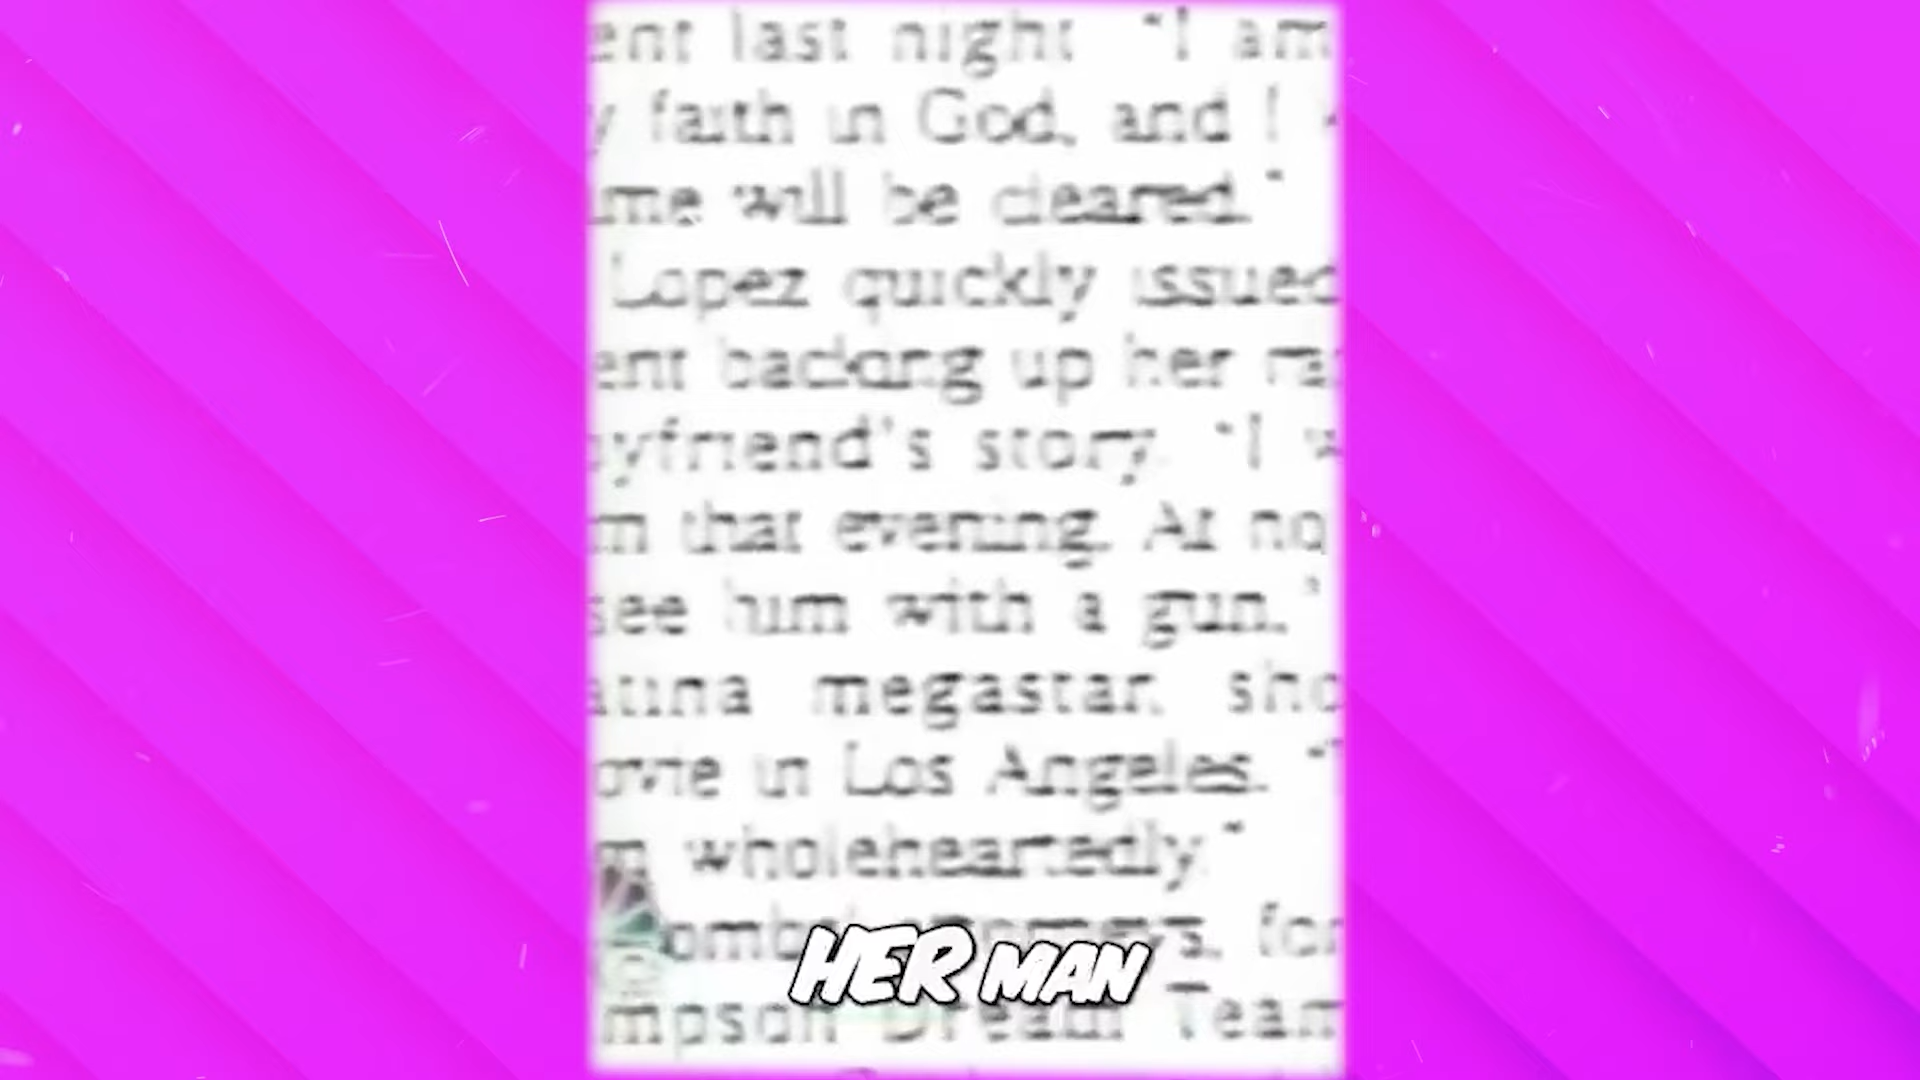 ent last night "I am
y faith in God, and I
me will be cleared."
Lopez quickly issued
ent backing up her
oyfriend's story. "I w
m that evening. At no
see him with a gun."
atina megastar, sho
ovie in Los Angeles. "
m wholeheartedly."
for
HER MAN
mpson Dream Team